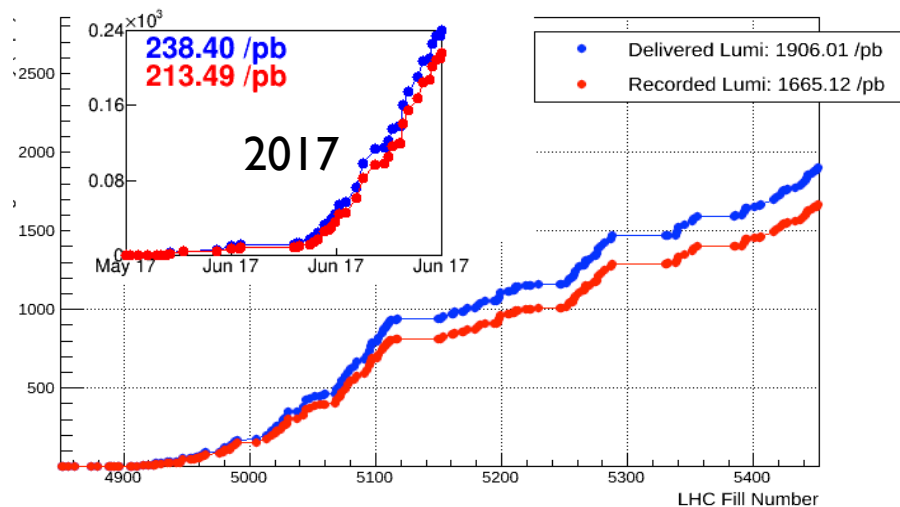 0.24 ×10³
238.40 /pb
213.49 /pb
0.16
2017
0.08
0
May 17 Jun 17 Jun 17 Jun 17
Delivered Lumi: 1906.01 /pb
Recorded Lumi: 1665.12 /pb
2500
2000
1500
1000
500
4900 5000 5100 5200 5300 5400
LHC Fill Number